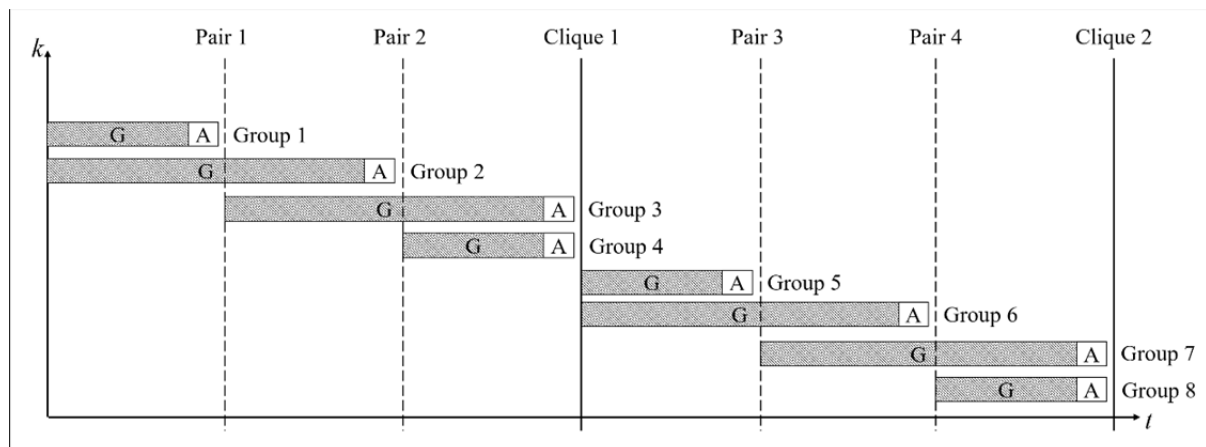 Pair 1 Pair 2 Clique 1 Pair 3 Pair 4 Clique 2
k
G A Group 1
G A Group 2
G A Group 3
G A Group 4
G A Group 5
G A Group 6
G A Group 7
G A Group 8
t